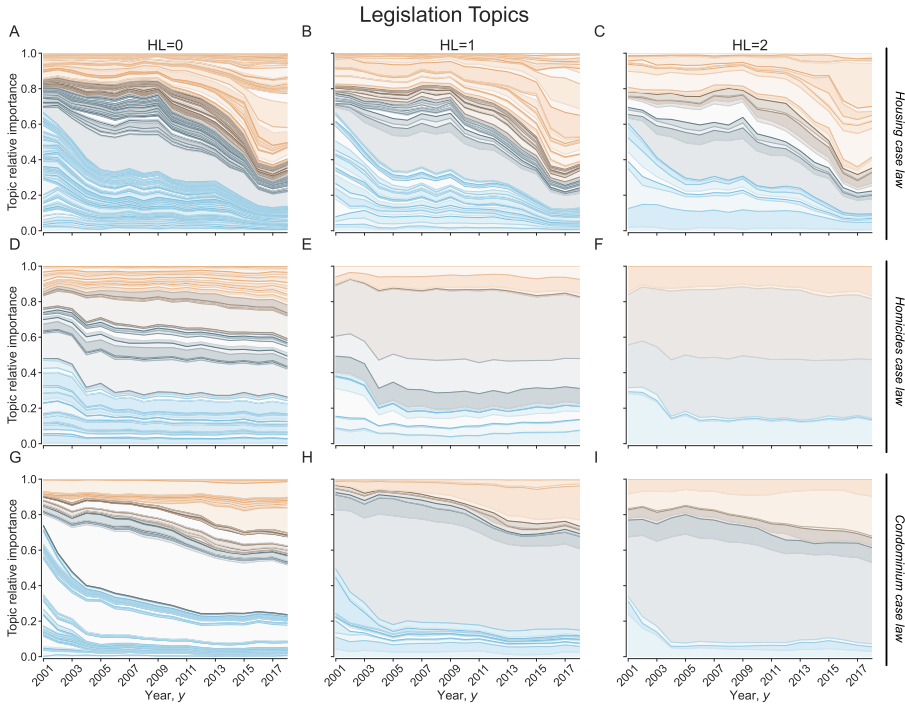 Legislation Topics
A
B
C
HL=0
HL=1
HL=2
1.0
0.8
0.6
0.4
0.2
0.0
Topic relative importance
Housing case law
D
E
F
1.0
0.8
0.6
0.4
0.2
0.0
Topic relative importance
Homicides case law
G
H
I
1.0
0.8
0.6
0.4
0.2
0.0
Topic relative importance
Condominium case law
2001 2003 2005 2007 2009 2011 2013 2015 2017
2001 2003 2005 2007 2009 2011 2013 2015 2017
2001 2003 2005 2007 2009 2011 2013 2015 2017
Year, y
Year, y
Year, y